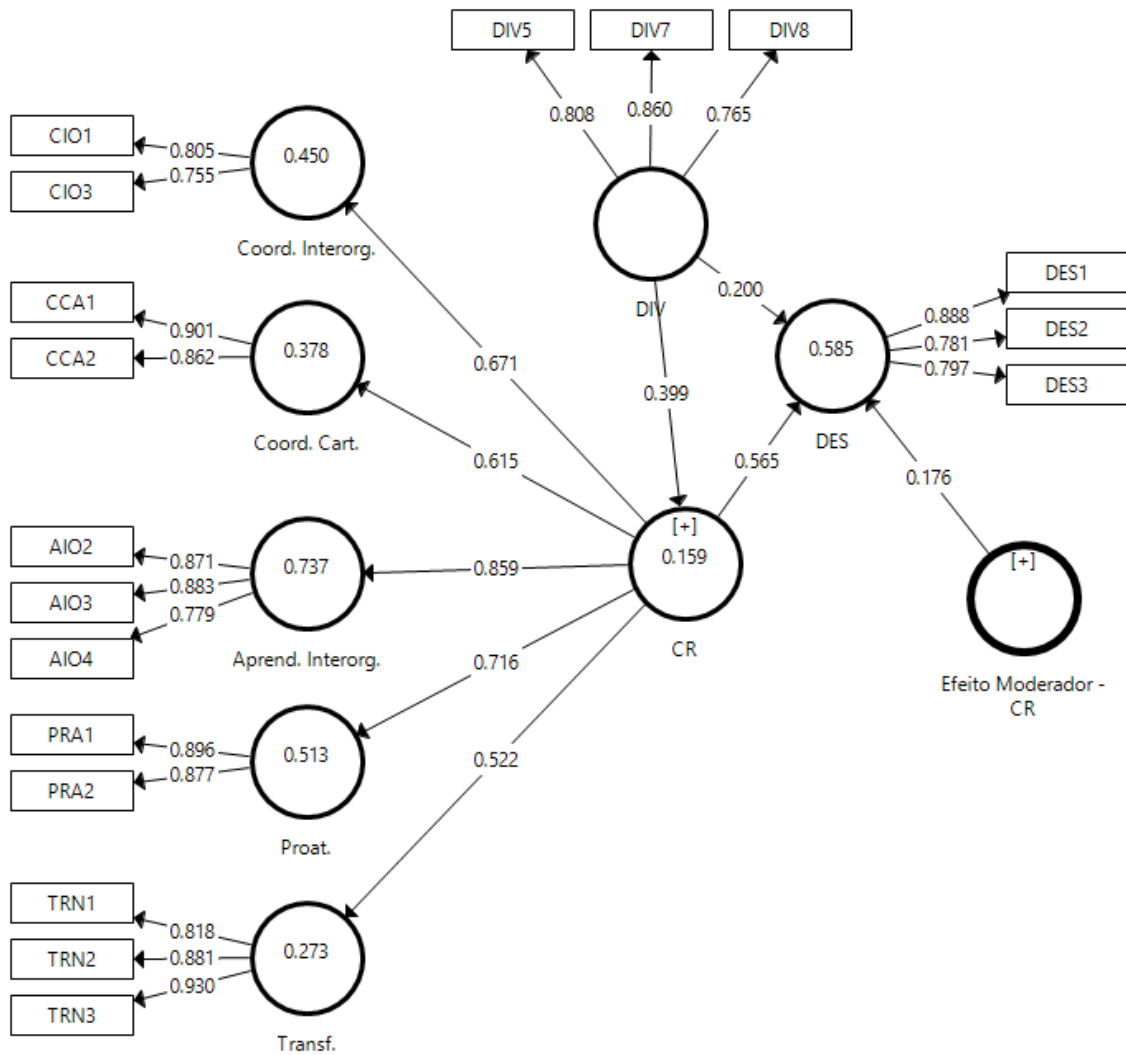 DIV5
DIV7
DIV8
0.808
0.860
0.765
CIO1
CIO3
0.805
0.755
0.450
Coord. Interorg.
DIV
0.200
0.399
CCA1
CCA2
0.901
0.862
0.378
Coord. Cart.
0.671
0.615
0.585
DES
0.888
0.781
0.797
DES1
DES2
DES3
0.565
0.176
AIO2
AIO3
AIO4
0.871
0.883
0.779
0.737
Aprend. Interorg.
0.859
[+]
0.159
CR
[+]
Efeito Moderador -
CR
0.716
0.522
PRA1
PRA2
0.896
0.877
0.513
Proat.
TRN1
TRN2
TRN3
0.818
0.881
0.930
0.273
Transf.